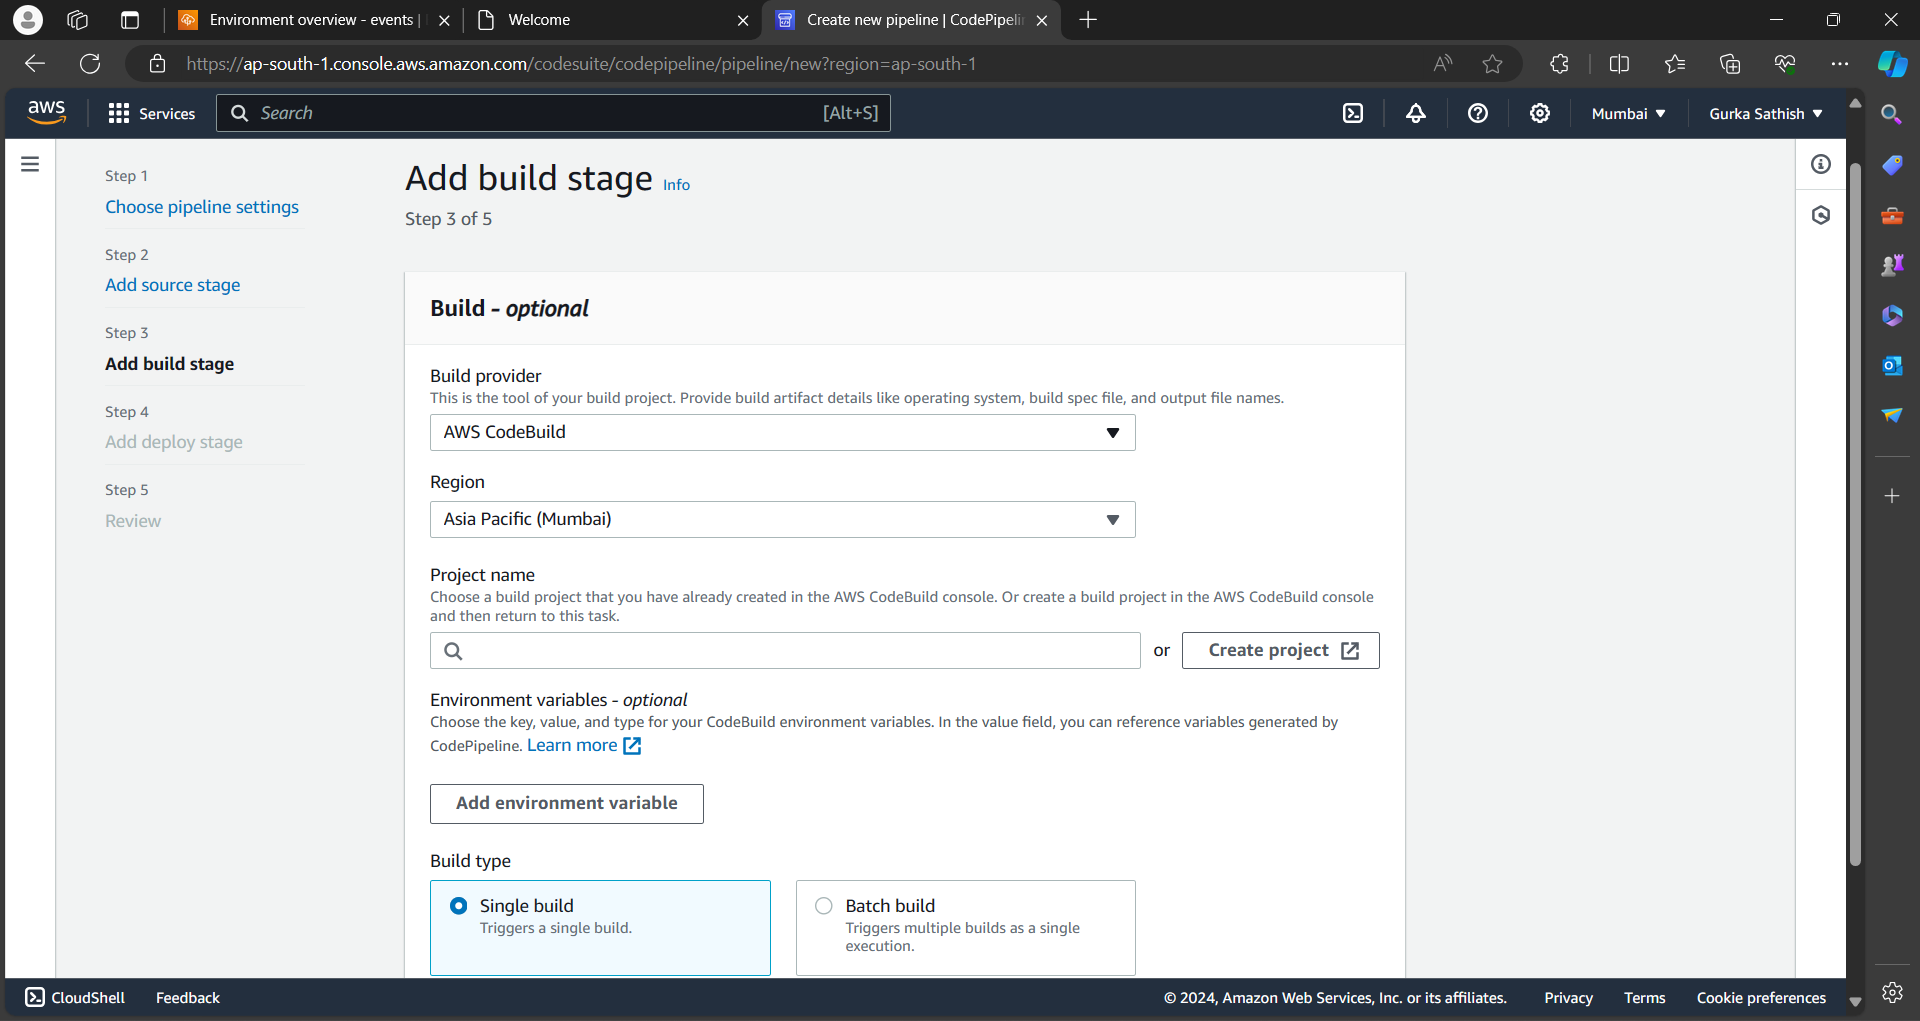 Environment overview - events |
Welcome
Create new pipeline | CodePipeli
https://ap-south-1.console.aws.amazon.com/codesuite/codepipeline/pipeline/new?region=ap-south-1
aws
Services
Search
[Alt+S]
Mumbai
Gurka Sathish
Step 1
Choose pipeline settings
Step 2
Add source stage
Step 3
Add build stage
Step 4
Add deploy stage
Step 5
Review
Add build stage Info
Step 3 of 5
Build - optional
Build provider
This is the tool of your build project. Provide build artifact details like operating system, build spec file, and output file names.
AWS CodeBuild
Region
Asia Pacific (Mumbai)
Project name
Choose a build project that you have already created in the AWS CodeBuild console. Or create a build project in the AWS CodeBuild console
and then return to this task.
or
Create project
Environment variables - optional
Choose the key, value, and type for your CodeBuild environment variables. In the value field, you can reference variables generated by
CodePipeline. Learn more
Add environment variable
Build type
Single build
Triggers a single build.
Batch build
Triggers multiple builds as a single
execution.
CloudShell
Feedback
© 2024, Amazon Web Services, Inc. or its affiliates.
Privacy
Terms
Cookie preferences